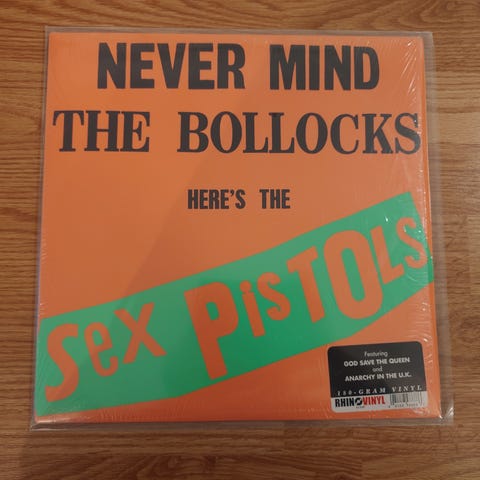 NEVER MIND
THE BOLLOCKS
HERE'S THE
Sex PisTOls
Featuring
GOD SAVE THE QUEEN
and
ANARCHY IN THE U.K.
180-GRAM VINYL
RHINO VINYL